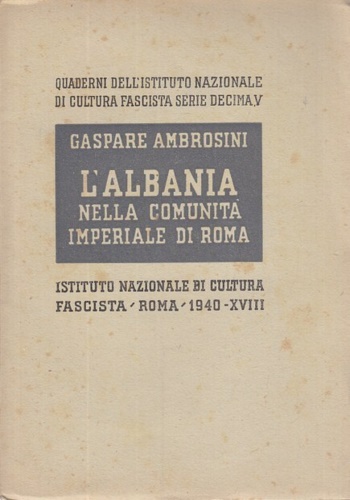 QUADERNI DELL'ISTITUTO NAZIONALE
DI CULTURA FASCISTA SERIE DECIMA,V
GASPARE AMBROSINI
L'ALBANIA
NELLA COMUNITÀ
IMPERIALE DI ROMA
ISTITUTO NAZIONALE DI CULTURA
FASCISTA - ROMA - 1940-XVIII